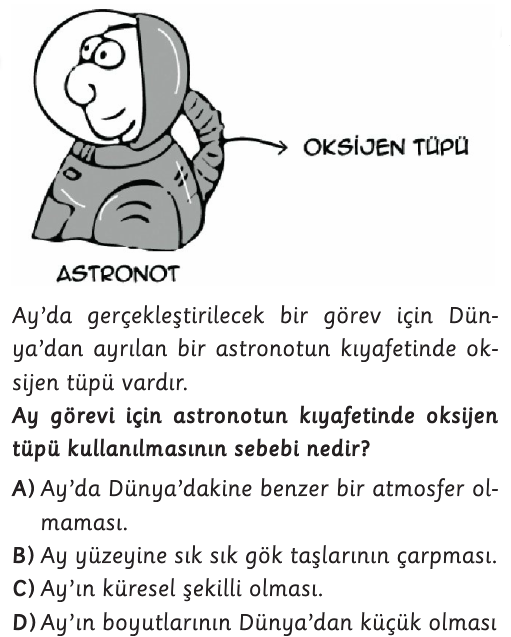 OKSİJEN TÜPÜ
ASTRONOT
Ay'da gerçekleştirilecek bir görev için Dün-
ya'dan ayrılan bir astronotun kıyafetinde ok-
sijen tüpü vardır.
Ay görevi için astronotun kıyafetinde oksijen
tüpü kullanılmasının sebebi nedir?
A) Ay'da Dünya'dakine benzer bir atmosfer ol-
maması.
B) Ay yüzeyine sık sık gök taşlarının çarpması.
C) Ay'ın küresel şekilli olması.
D) Ay'ın boyutlarının Dünya'dan küçük olması